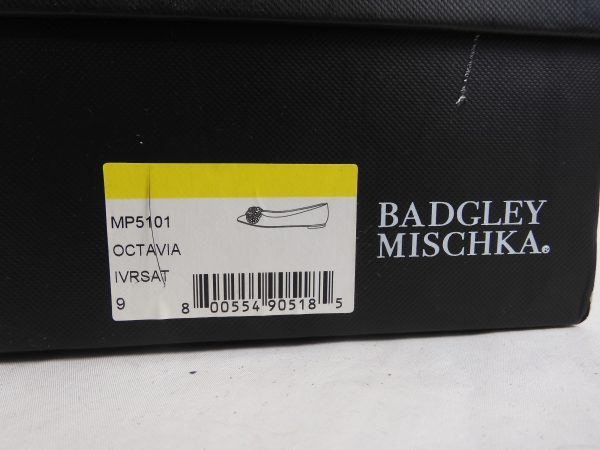 MP5101
OCTAVIA
IVRSAT
9
8 00554 90518 5
BADGLEY
MISCHKA®